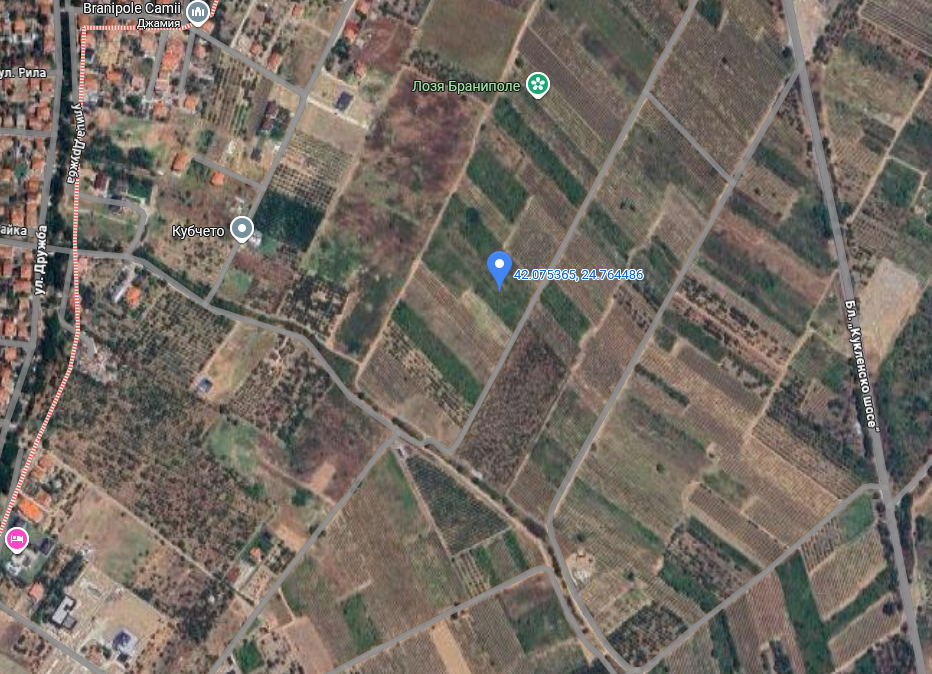 Branipole Camii
Джамия
ул. Рила
Лозя Браниполе
улица Дружба
Кубчето
айка
ул. Дружба
42.075365, 24.764486
Бл. „Кукленско шосе“